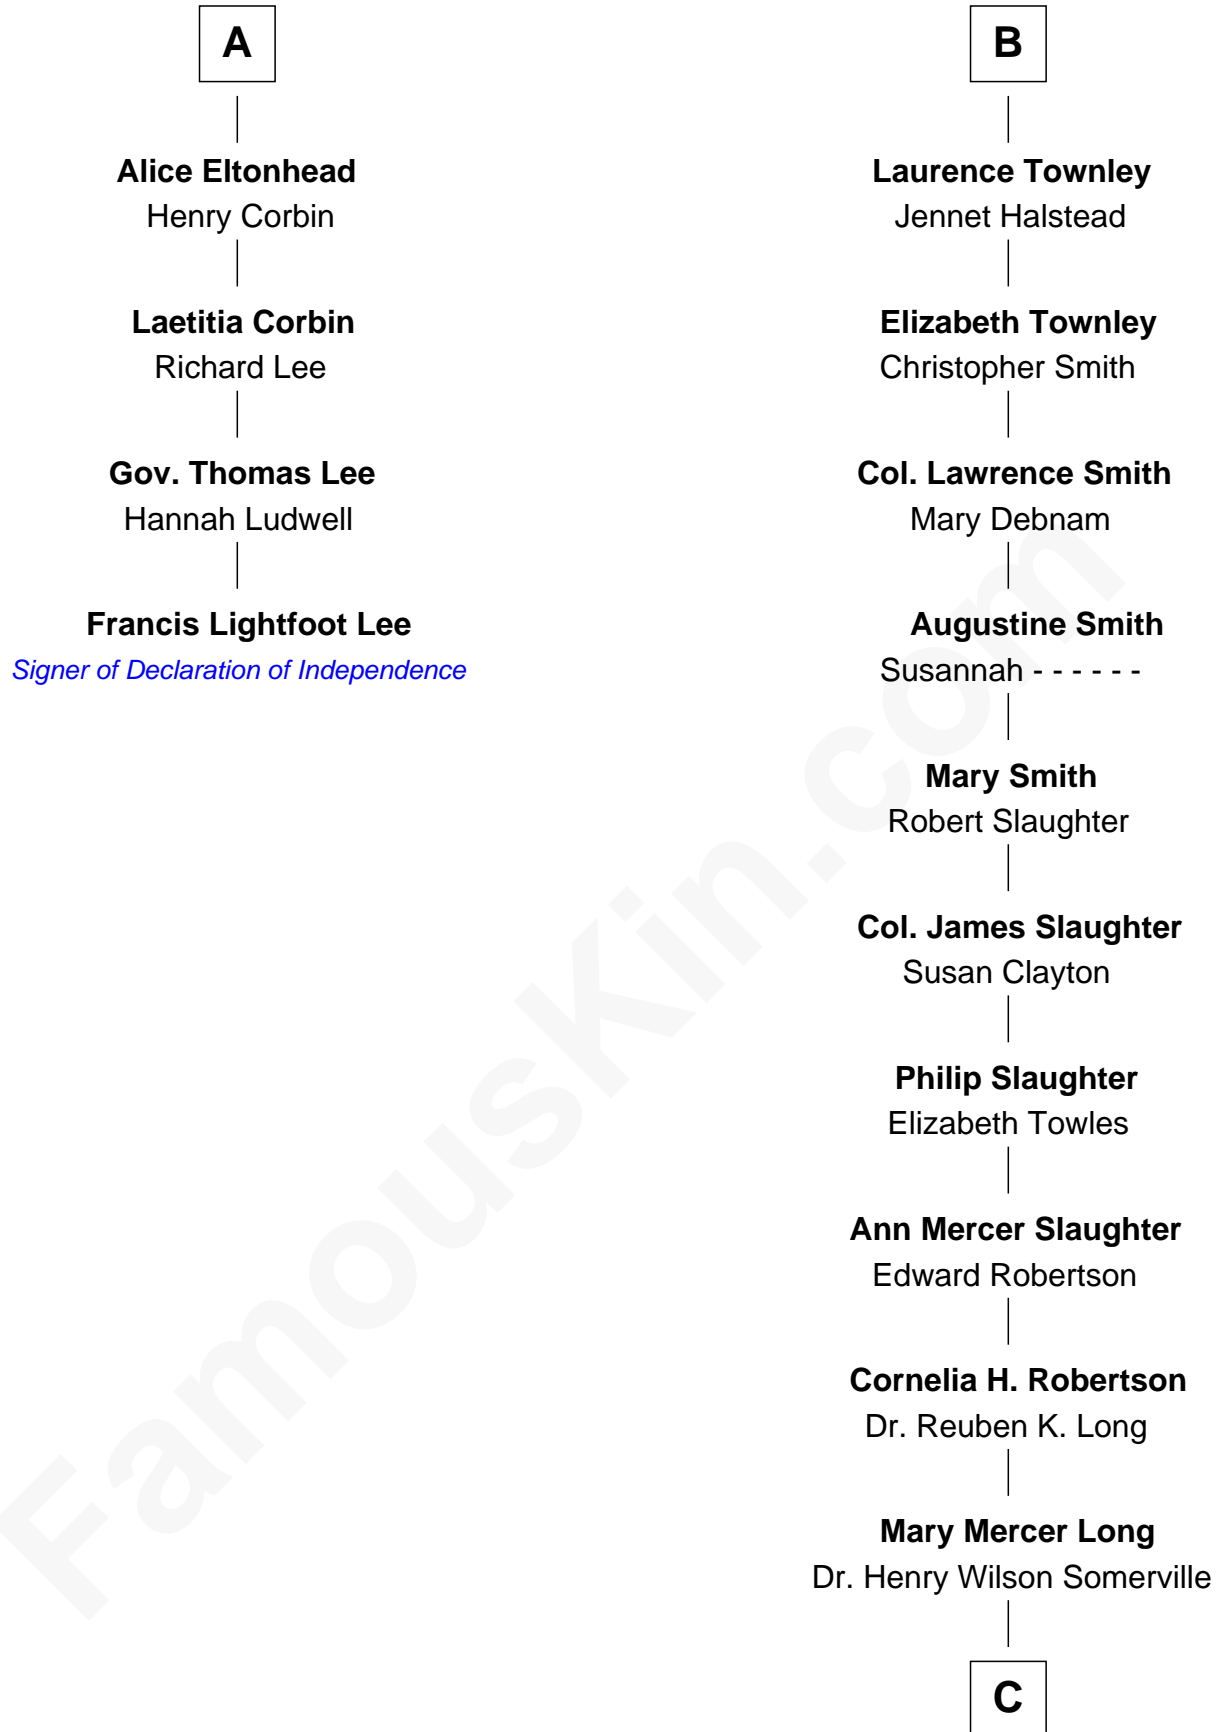 A
Alice Eltonhead
Henry Corbin
Laetitia Corbin
Richard Lee
Gov. Thomas Lee
Hannah Ludwell
Francis Lightfoot Lee
Signer of Declaration of Independence
B
Laurence Townley
Jennet Halstead
Elizabeth Townley
Christopher Smith
Col. Lawrence Smith
Mary Debnam
Augustine Smith
Susannah - - - - - -
Mary Smith
Robert Slaughter
Col. James Slaughter
Susan Clayton
Philip Slaughter
Elizabeth Towles
Ann Mercer Slaughter
Edward Robertson
Cornelia H. Robertson
Dr. Reuben K. Long
Mary Mercer Long
Dr. Henry Wilson Somerville
C
FamousKin.com